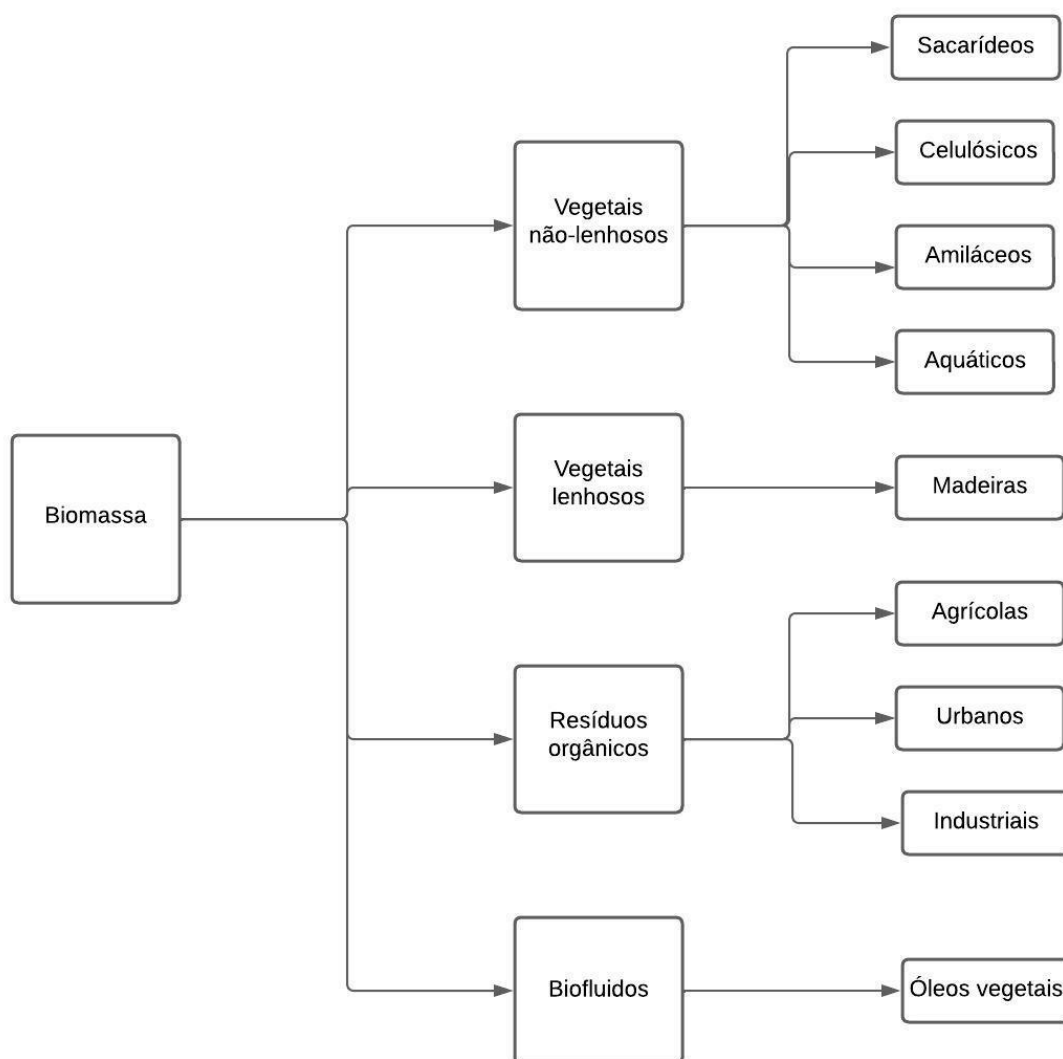 Sacarídeos
Celulósicos
Vegetais
não-lenhosos
Amiláceos
Aquáticos
Vegetais
lenhosos
Madeiras
Biomassa
Agrícolas
Resíduos
orgânicos
Urbanos
Industriais
Biofluidos
Óleos vegetais